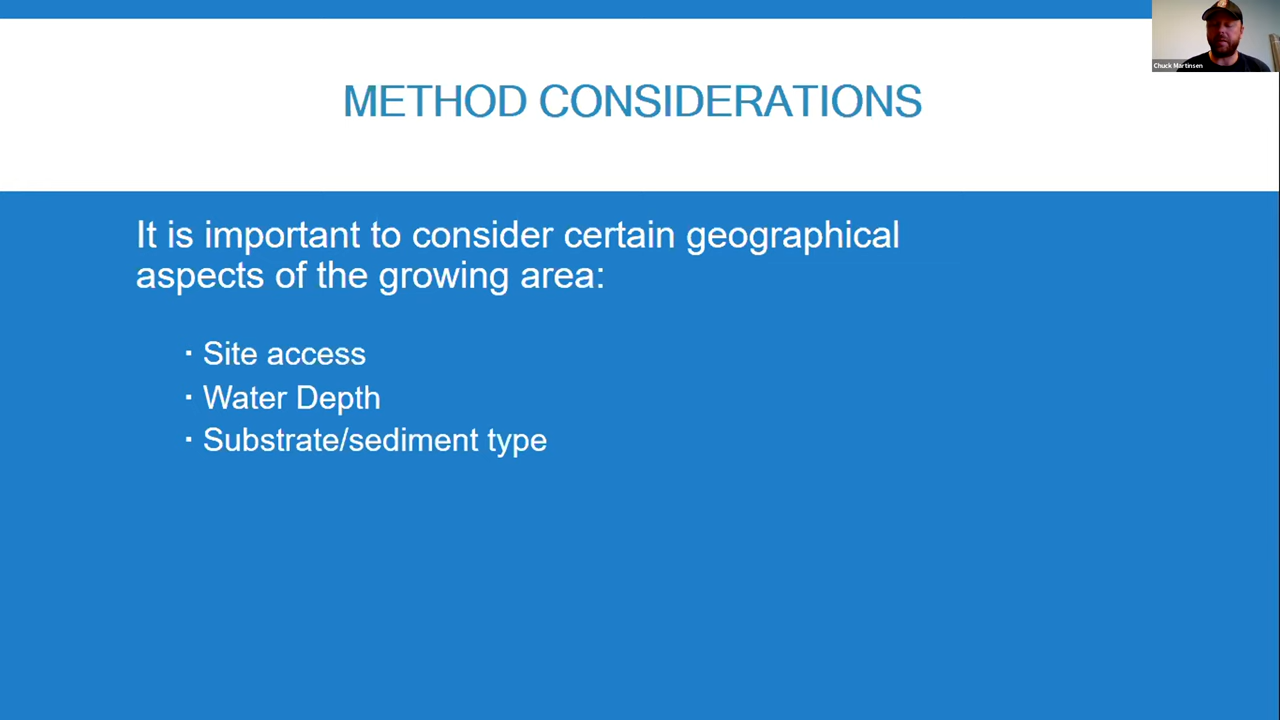 Chuck Martinsen
METHOD CONSIDERATIONS
It is important to consider certain geographical
aspects of the growing area:
▪ Site access
▪ Water Depth
▪ Substrate/sediment type